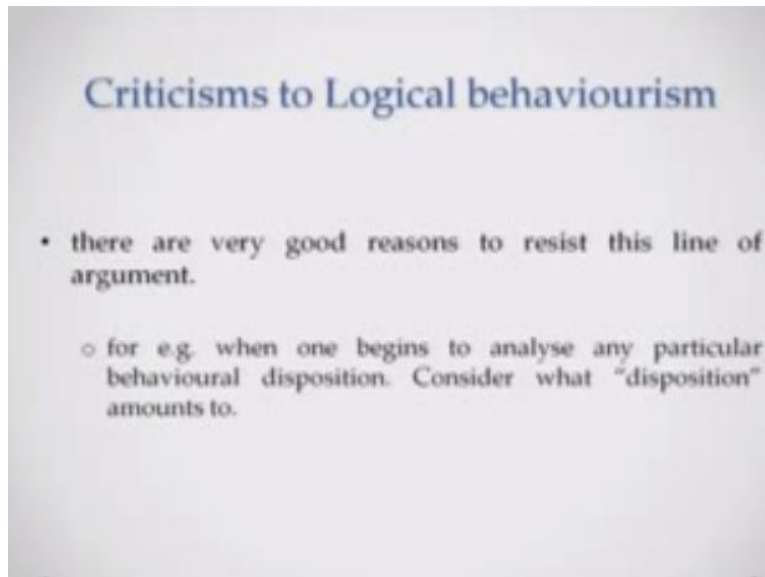 Criticisms to Logical behaviourism
• there are very good reasons to resist this line of
argument.
o for e.g. when one begins to analyse any particular
behavioural disposition. Consider what “disposition”
amounts to.